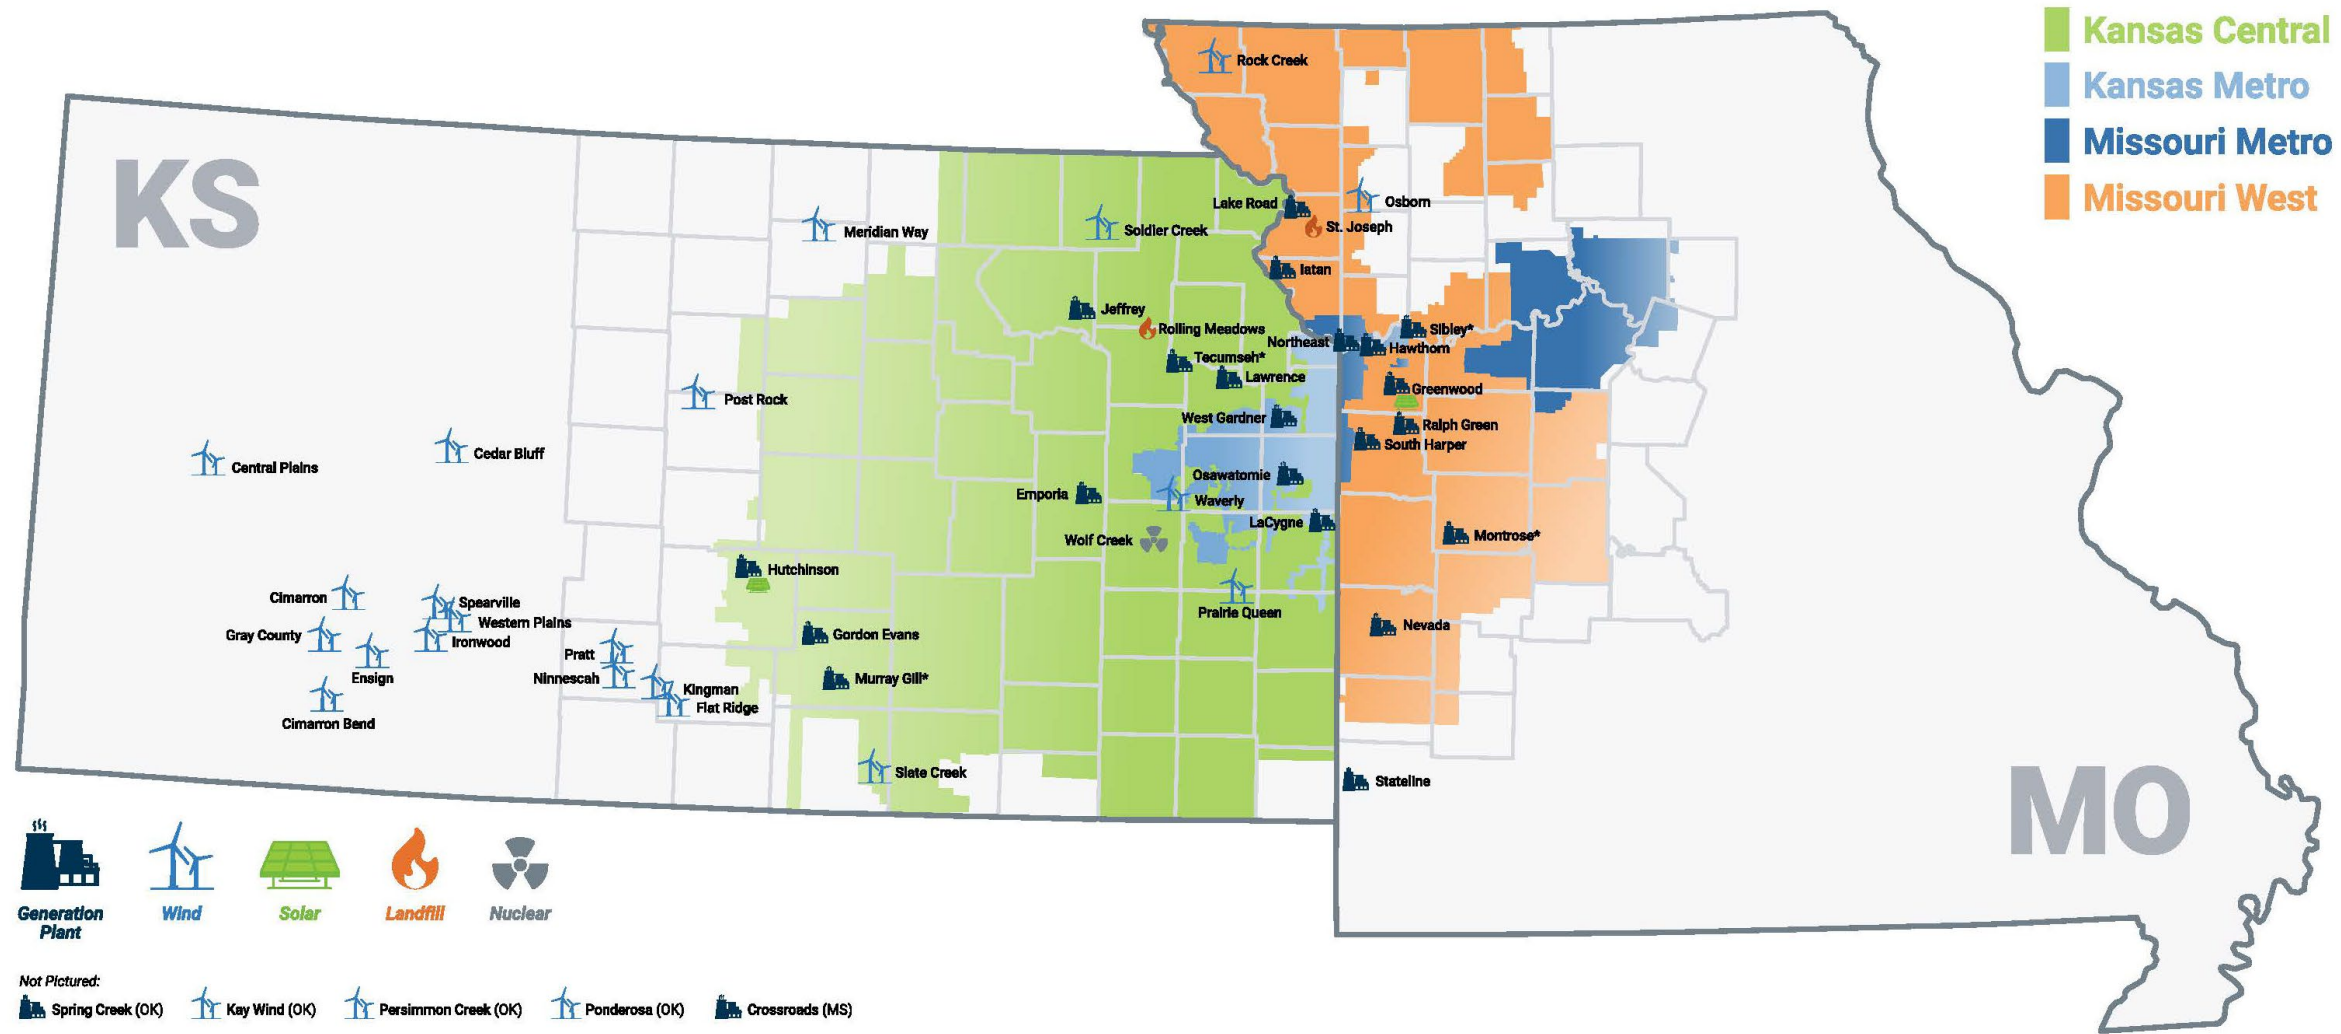 Kansas Central
Kansas Metro
Missouri Metro
Missouri West
KS
MO
Rock Creek
Lake Road
Osborn
St. Joseph
Iatan
Meridian Way
Soldier Creek
Jeffrey
Rolling Meadows
Northeast
Sibley*
Hawthorn
Tecumseh*
Lawrence
Greenwood
Post Rock
West Gardner
Ralph Green
South Harper
Central Plains
Cedar Bluff
Osawatomie
Emporia
Waverly
LaCygne
Wolf Creek
Montrose*
Hutchinson
Cimarron
Spearville
Western Plains
Gray County
Ironwood
Prairie Queen
Nevada
Gordon Evans
Pratt
Ensign
Ninnescah
Murray Gill*
Kingman
Flat Ridge
Cimarron Bend
Slate Creek
Stateline
Generation
Plant
Wind
Solar
Landfill
Nuclear
Not Pictured:
Spring Creek (OK)
Kay Wind (OK)
Persimmon Creek (OK)
Ponderosa (OK)
Crossroads (MS)